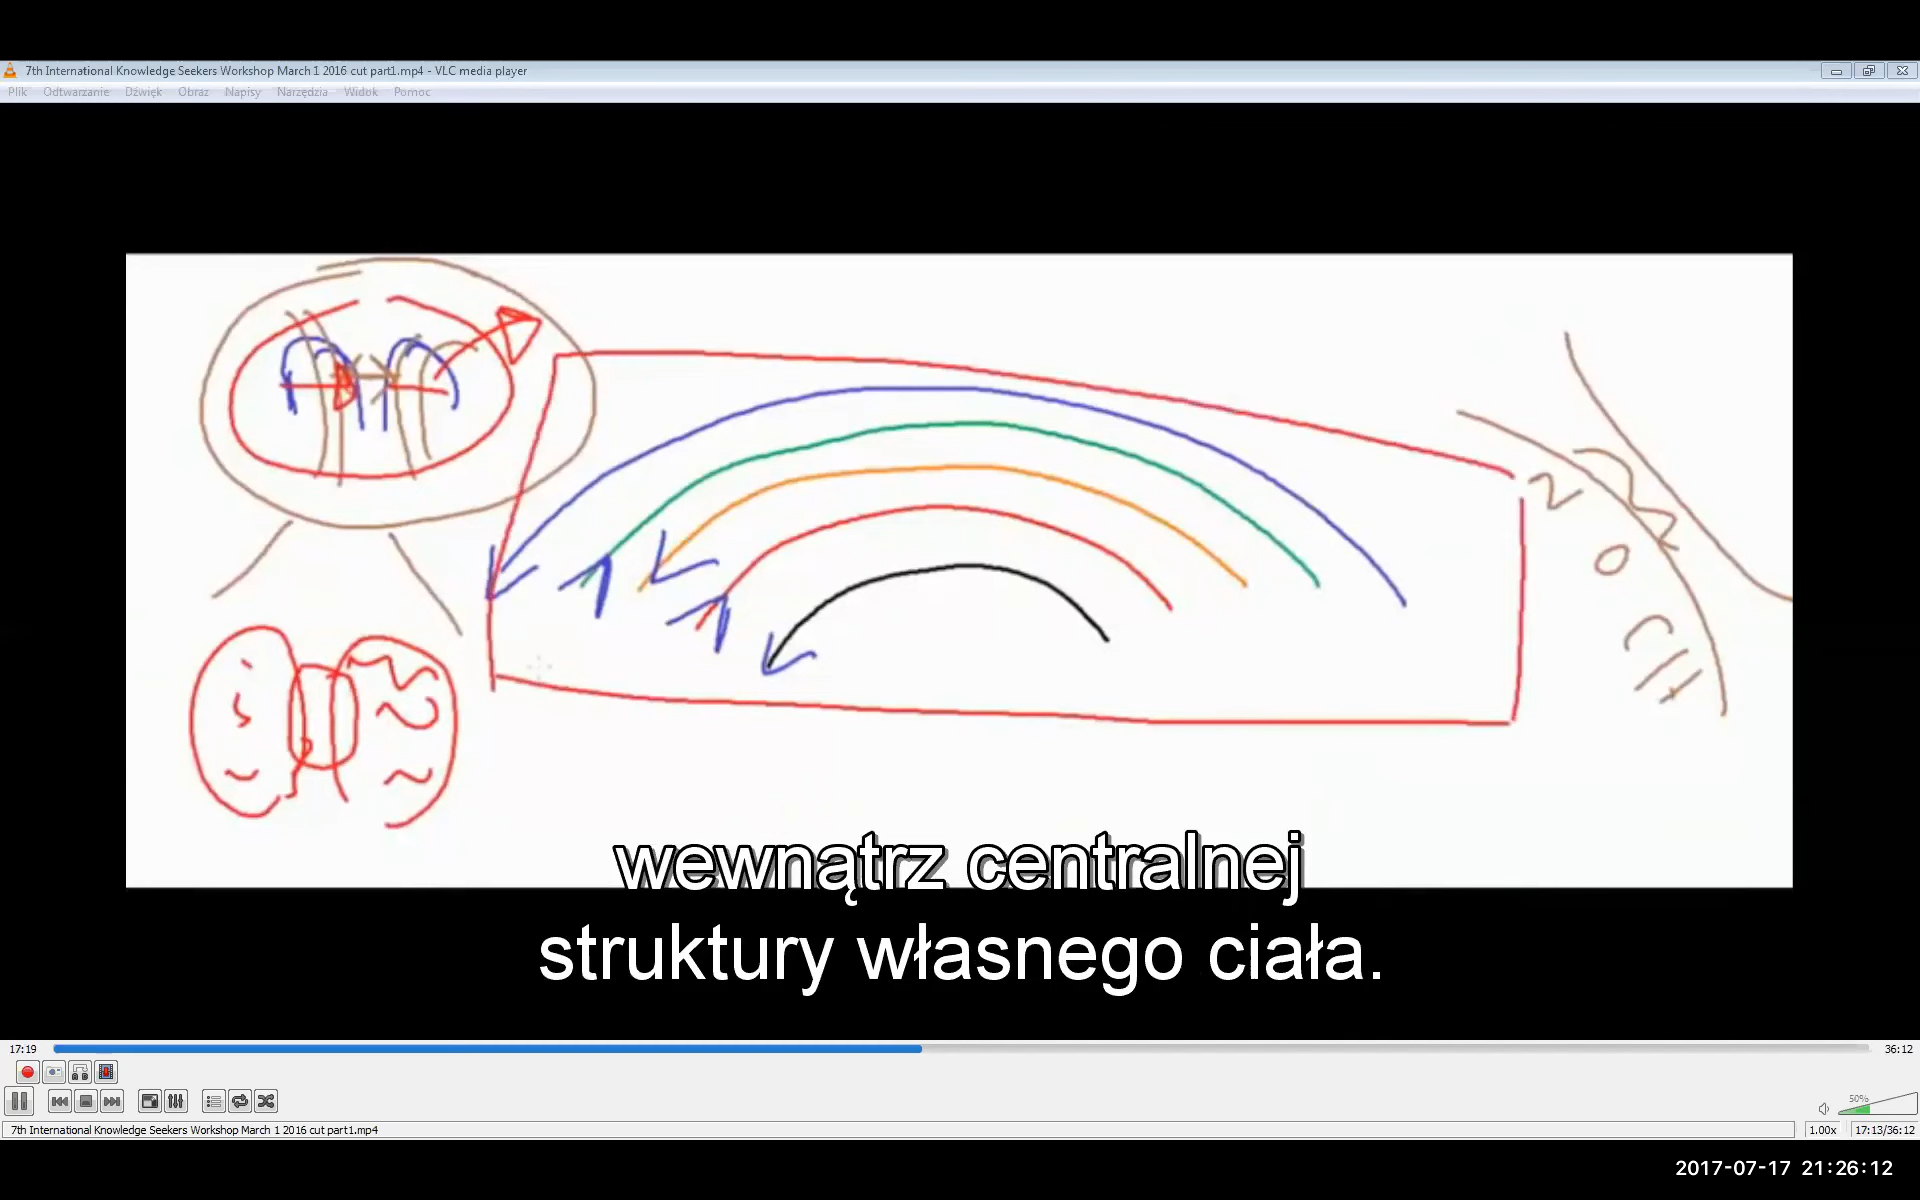 7th International Knowledge Seekers Workshop March 1 2016 cut part1.mp4 - VLC media player
Plik Odtwarzanie Dźwięk Obraz Napisy Narzędzia Widok Pomoc
wewnątrz centralnej
struktury własnego ciała.
17:19 36:12
50%
7th International Knowledge Seekers Workshop March 1 2016 cut part1.mp4 1.00x 17:13/36:12
2017-07-17 21:26:12